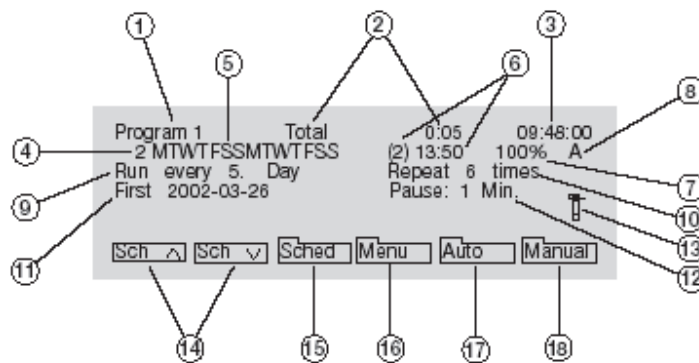 1 2 3
5 6
8
Program 1 Total 0:05 09:48:00
4 2 MTWTFSSMTWTFSS (2) 13:50 100% A
7
9 Run every 5. Day Repeat 6 times
10
First 2002-03-26 Pause: 1 Min.
13
11 12
Sch Sch Sched Menu Auto Manual
14 15 16 17 18